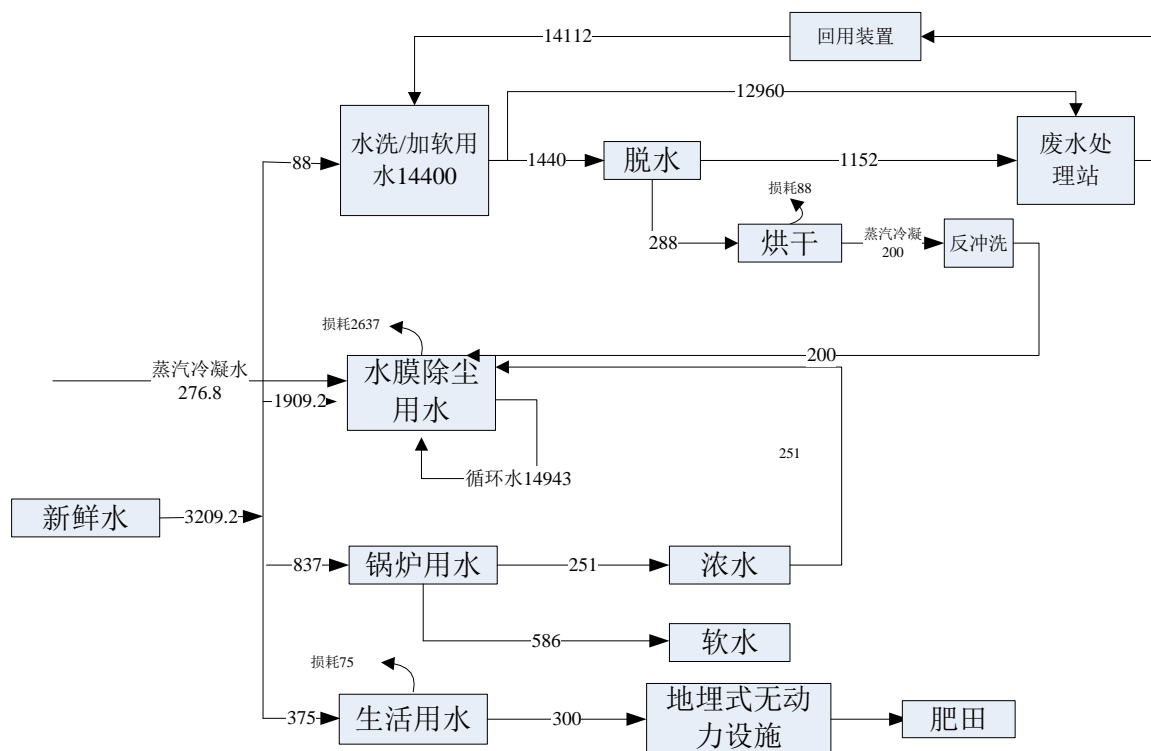 14112
回用装置
12960
水洗/加软用
水14400
88
1440
脱水
1152
废水处
理站
损耗88
288
烘干
蒸汽冷凝
200
反冲洗
损耗2637
200
蒸汽冷凝水
276.8
水膜除尘
用水
1909.2
循环水14943
251
新鲜水
3209.2
837
锅炉用水
251
浓水
586
软水
损耗75
375
生活用水
300
地埋式无动
力设施
肥田